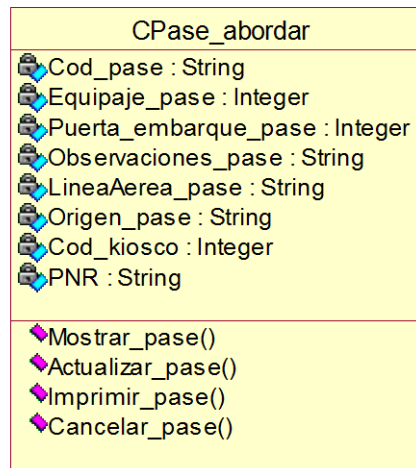 CPase_abordar
Cod_pase : String
Equipaje_pase : Integer
Puerta_embarque_pase : Integer
Observaciones_pase : String
LineaAerea_pase : String
Origen_pase : String
Cod_kiosco : Integer
PNR : String
Mostrar_pase()
Actualizar_pase()
Imprimir_pase()
Cancelar_pase()